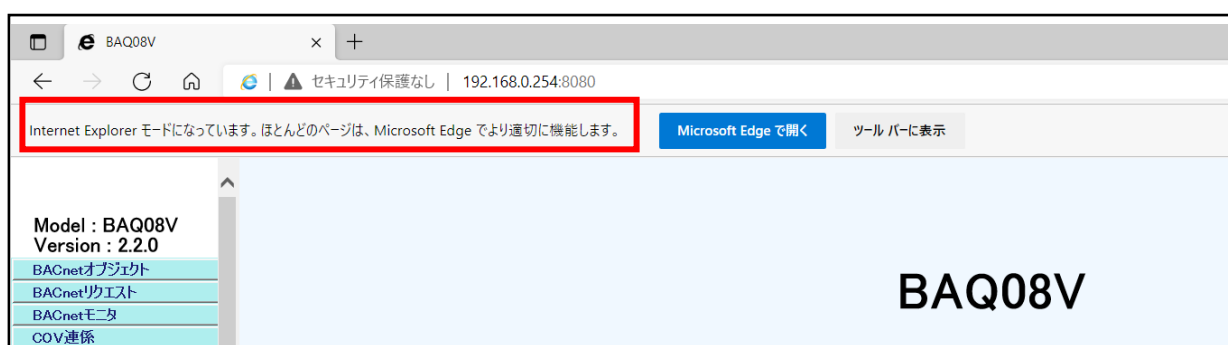 BAQ08V
セキュリティ保護なし 192.168.0.254:8080
Internet Explorer モードになっています。ほとんどのページは、Microsoft Edge でより適切に機能します。 Microsoft Edge で開く ツール バーに表示
Model : BAQ08V
Version : 2.2.0
BACnetオブジェクト
BACnetリクエスト
BACnetモニタ
COV連係
BAQ08V